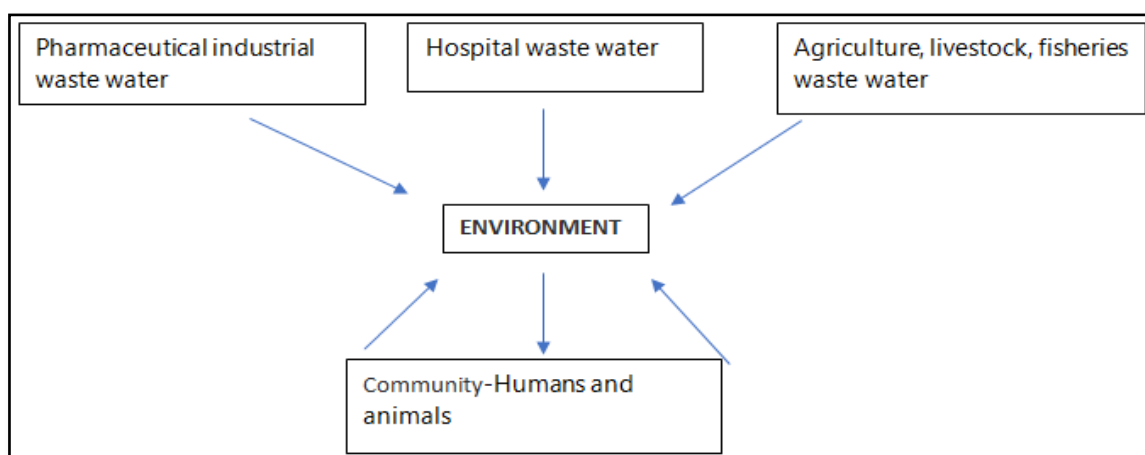 Pharmaceutical industrial
waste water
Hospital waste water
Agriculture, livestock, fisheries
waste water
ENVIRONMENT
Community-Humans and
animals